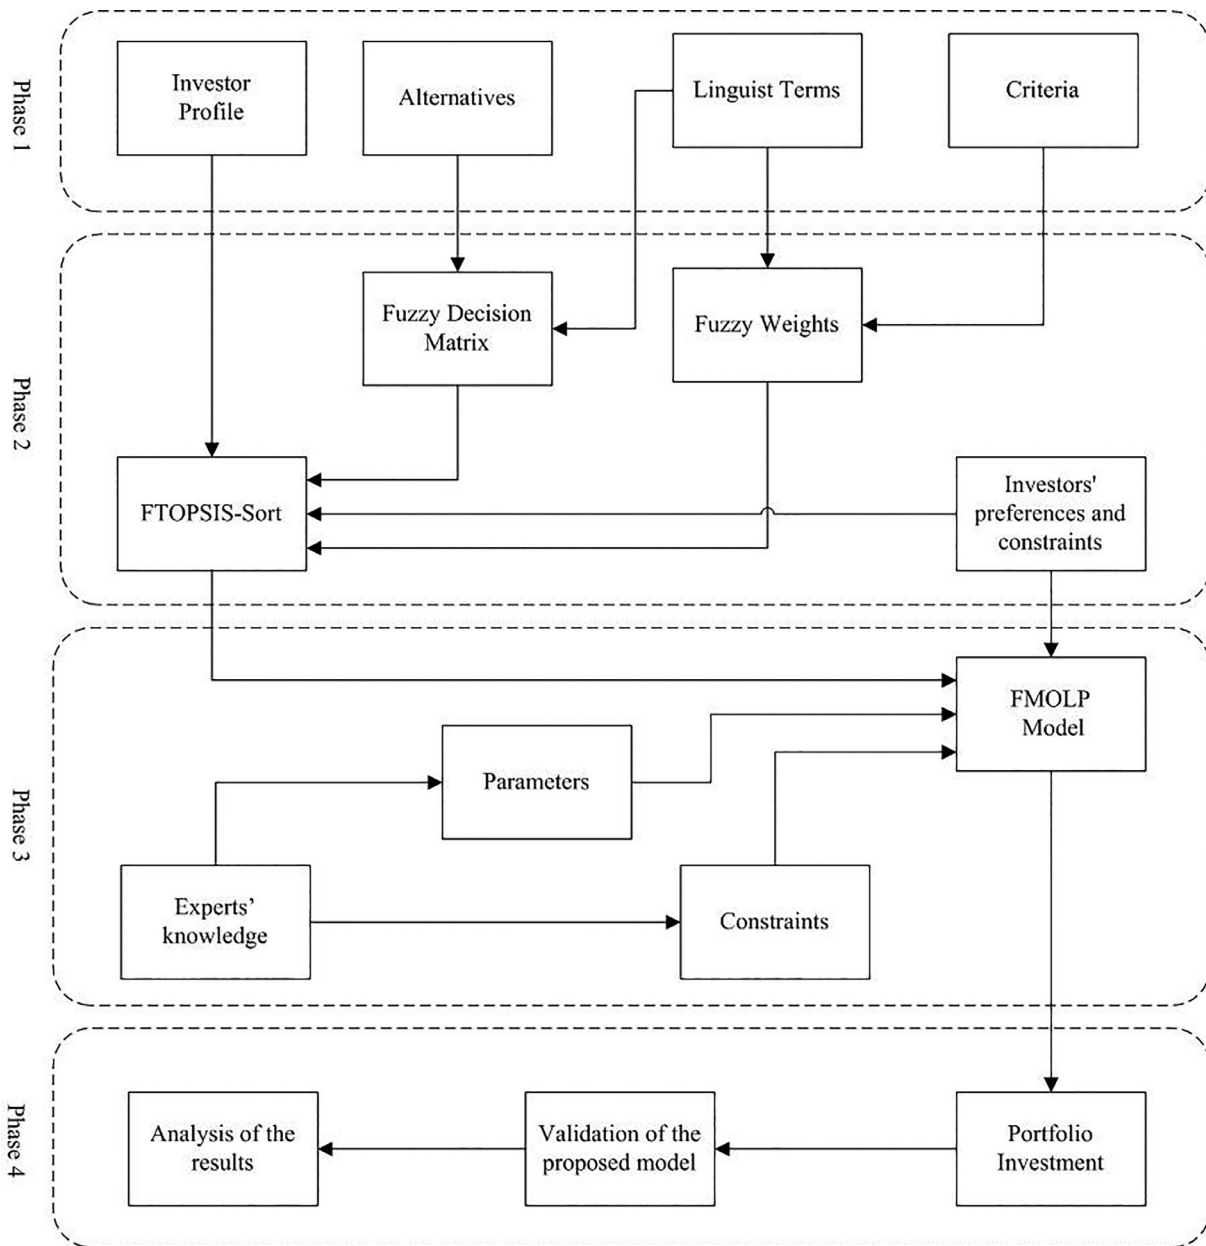 Phase 1
Investor
Profile
Alternatives
Linguist Terms
Criteria
Phase 2
Fuzzy Decision
Matrix
Fuzzy Weights
FTOPSIS-Sort
Investors'
preferences and
constraints
Phase 3
FMOLP
Model
Parameters
Experts’
knowledge
Constraints
Phase 4
Analysis of the
results
Validation of the
proposed model
Portfolio
Investment